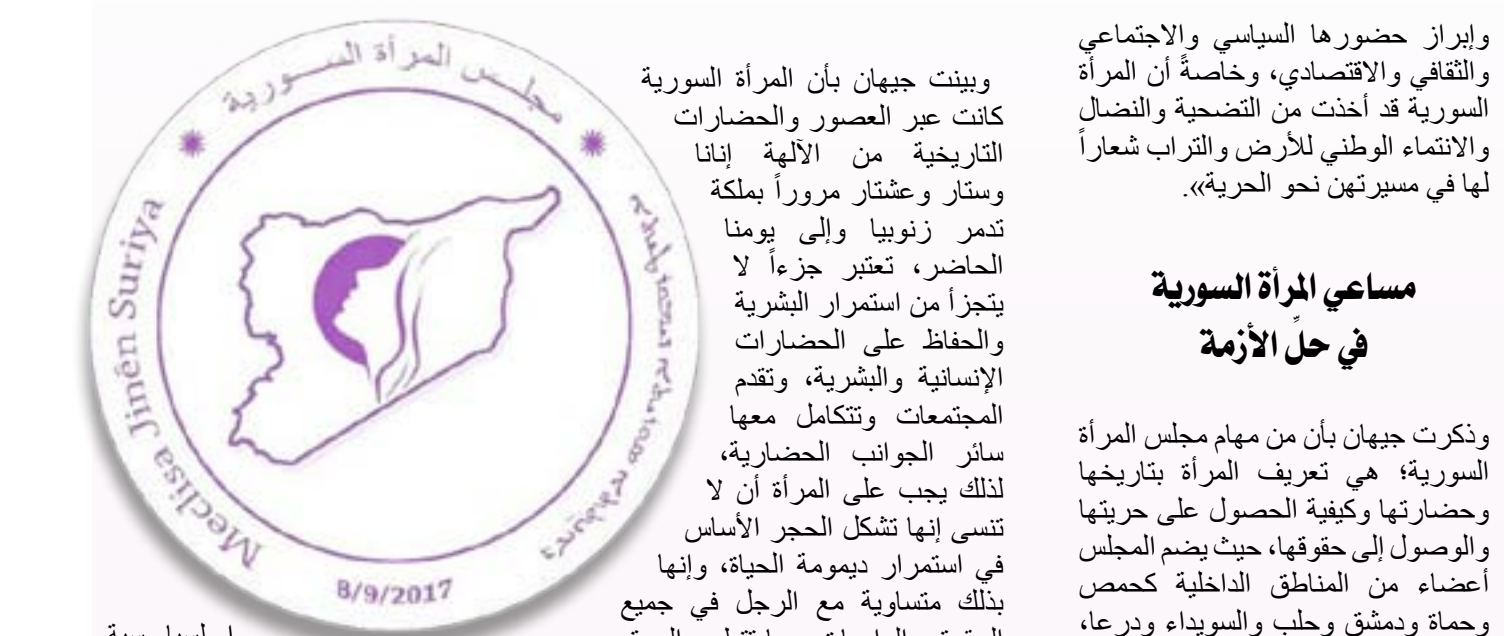 وإبراز حضورها السياسي والاجتماعي
والثقافي والاقتصادي، وخاصةً أن المرأة
السورية قد أخذت من التضحية والنضال
والانتماء الوطني للأرض والتراب شعاراً
لها في مسيرتهن نحو الحرية».
مساعي المرأة السورية
في حلِّ الأزمة
وذكرت جيهان بأن من مهام مجلس المرأة
السورية؛ هي تعريف المرأة بتاريخها
وحضارتها وكيفية الحصول على حريتها
والوصول إلى حقوقها، حيث يضم المجلس
أعضاء من المناطق الداخلية كحمص
وحماة ودمشق وحلب والسويداء ودرعا،
وبينت جيهان بأن المرأة السورية
كانت عبر العصور والحضارات
التاريخية من الآلهة إنانا
وستار وعشتار مروراً بملكة
تدمر زنوبيا وإلى يومنا
الحاضر، تعتبر جزءاً لا
يتجزأ من استمرار البشرية
والحفاظ على الحضارات
الإنسانية والبشرية، وتقدم
المجتمعات وتتكامل معها
سائر الجوانب الحضارية،
لذلك يجب على المرأة أن لا
تنسى إنها تشكل الحجر الأساس
في استمرار ديمومة الحياة، وإنها
بذلك متساوية مع الرجل في جميع
مجلس المرأة السورية
Meclisa Jinên Suriya
8/9/2017